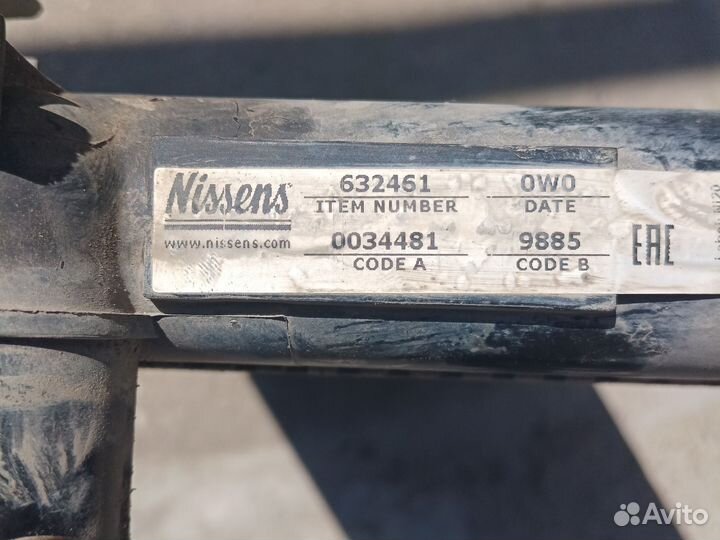 Nissens
www.nissens.com
632461
ITEM NUMBER
0034481
CODE A
0W0
DATE
9885
CODE B
EAC
Avito